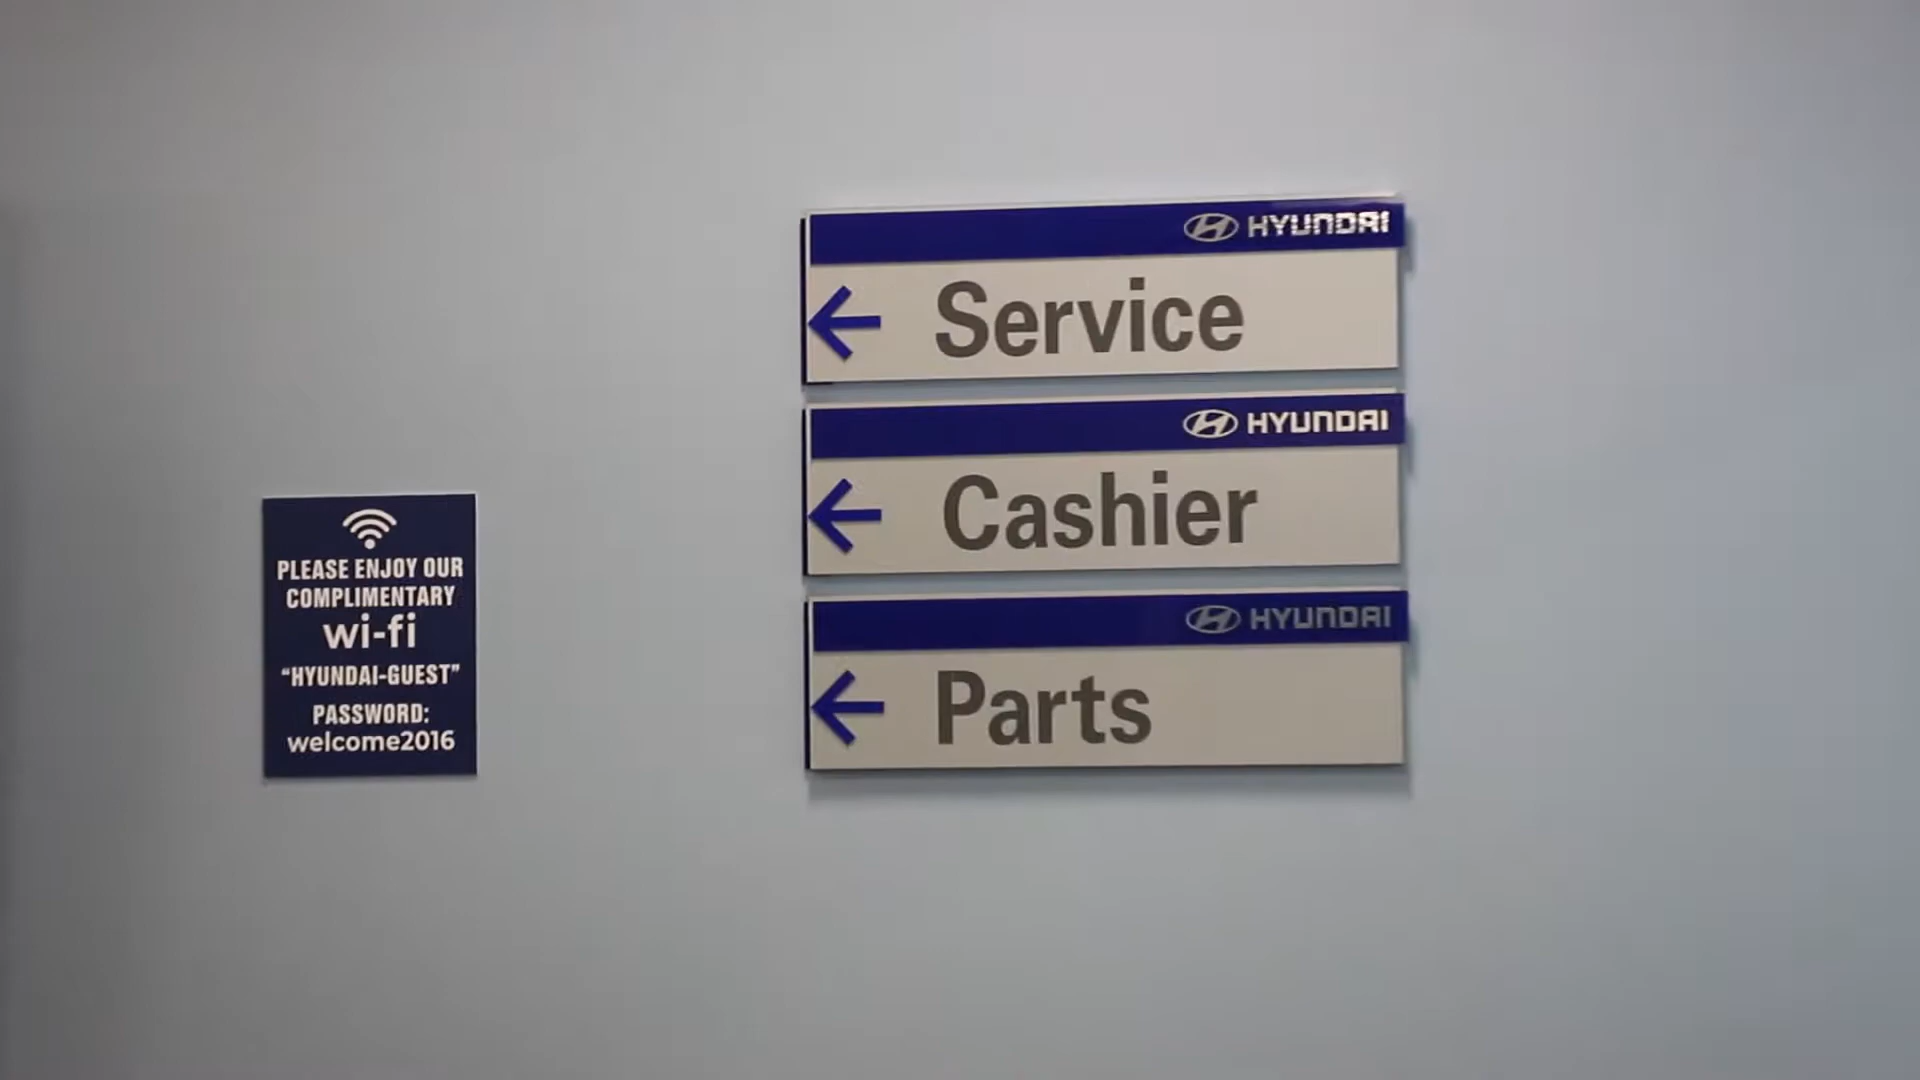 HYUNDAI
Service
HYUNDAI
Cashier
HYUNDAI
Parts
PLEASE ENJOY OUR
COMPLIMENTARY
wi-fi
“HYUNDAI-GUEST”
PASSWORD:
welcome2016